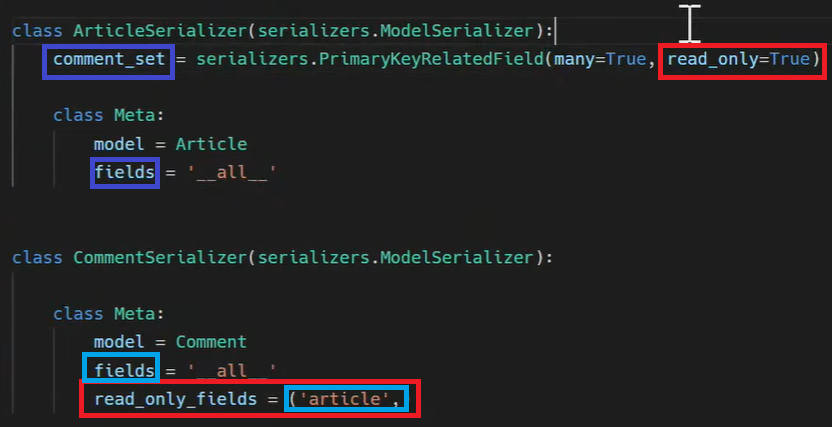 class ArticleSerializer(serializers.ModelSerializer):
    comment_set = serializers.PrimaryKeyRelatedField(many=True, read_only=True)
    class Meta:
        model = Article
        fields = '__all__'
class CommentSerializer(serializers.ModelSerializer):
    class Meta:
        model = Comment
        fields = '__all__'
        read_only_fields = ('article',